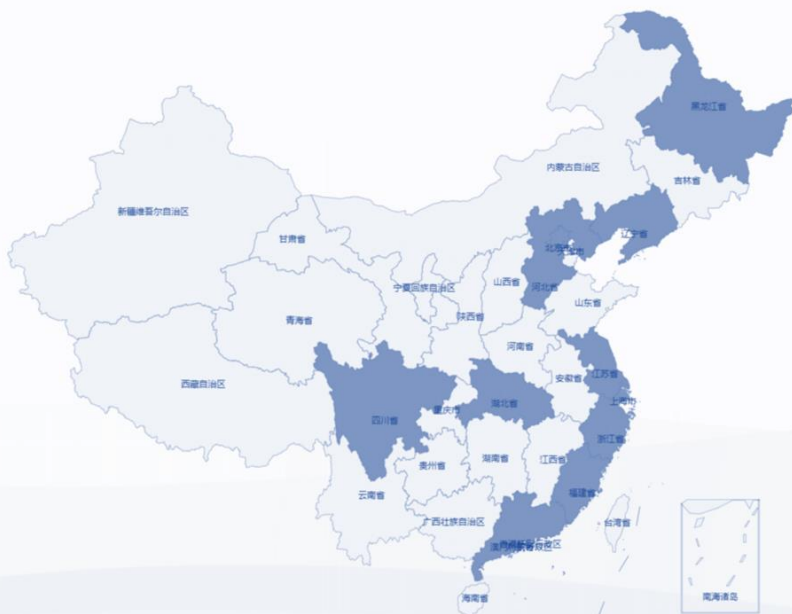 黑龙江省
内蒙古自治区
吉林省
新疆维吾尔自治区
辽宁省
甘肃省
北京市
山西省
宁夏回族自治区
河北省
山东省
陕西省
青海省
河南省
江苏省
安徽省
西藏自治区
上海市
湖北省
重庆市
四川省
浙江省
湖南省
江西省
贵州省
福建省
云南省
广西壮族自治区
台湾省
海南省
南海诸岛